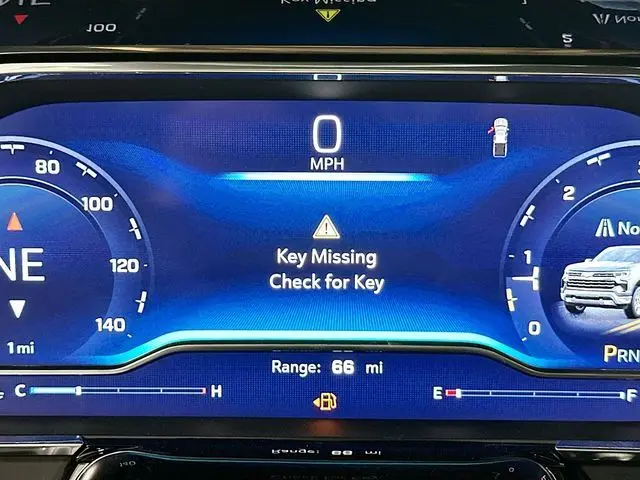 0
MPH
80
100
120
140
NE
1 mi
Key Missing
Check for Key
2
1
0
No
PRN
Range: 66 mi
C H
E F